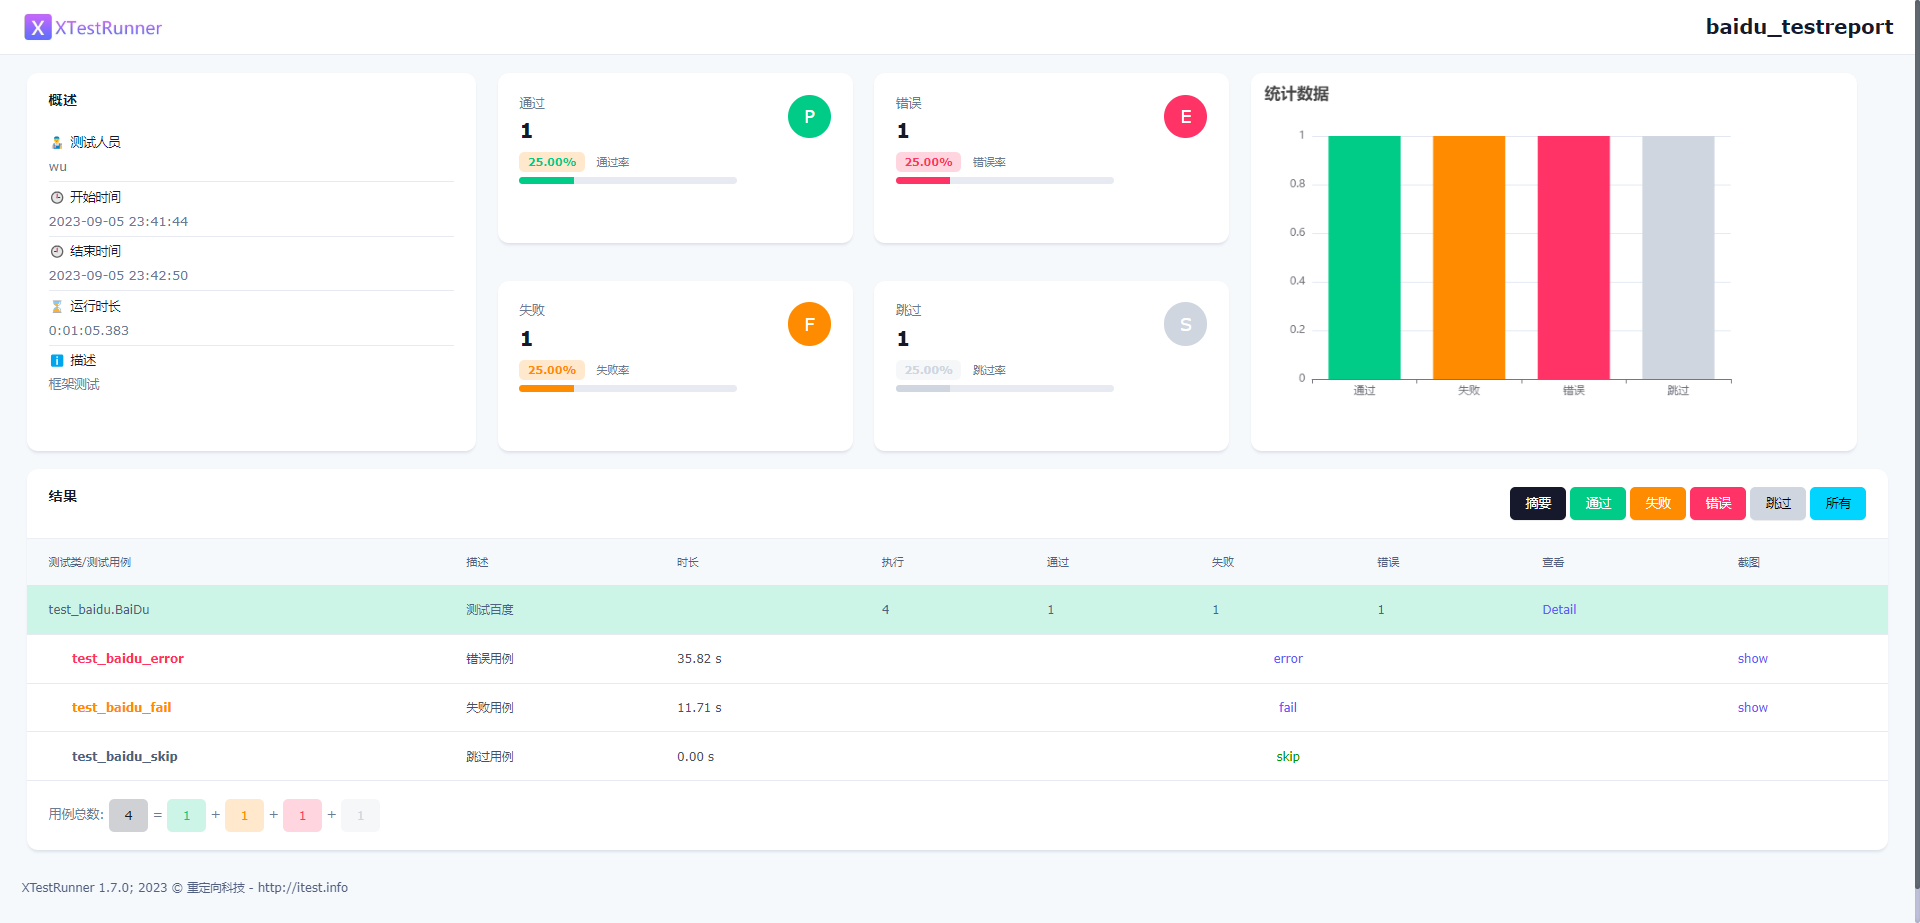 X XTestRunner
baidu_testreport
概述
测试人员
wu
开始时间
2023-09-05 23:41:44
结束时间
2023-09-05 23:42:50
运行时长
0:01:05.383
i 描述
框架测试
通过
P
1
25.00% 通过率
错误
E
1
25.00% 错误率
失败
F
1
25.00% 失败率
跳过
S
1
25.00% 跳过率
统计数据
1
0.8
0.6
0.4
0.2
0
通过 失败 错误 跳过
结果
摘要 通过 失败 错误 跳过 所有
测试类/测试用例 描述 时长 执行 通过 失败 错误 查看 截图
test_baidu.BaiDu 测试百度 4 1 1 1 Detail
test_baidu_error 错误用例 35.82 s error show
test_baidu_fail 失败用例 11.71 s fail show
test_baidu_skip 跳过用例 0.00 s skip
用例总数: 4 = 1 + 1 + 1 + 1
XTestRunner 1.7.0; 2023 © 重定向科技 - http://itest.info